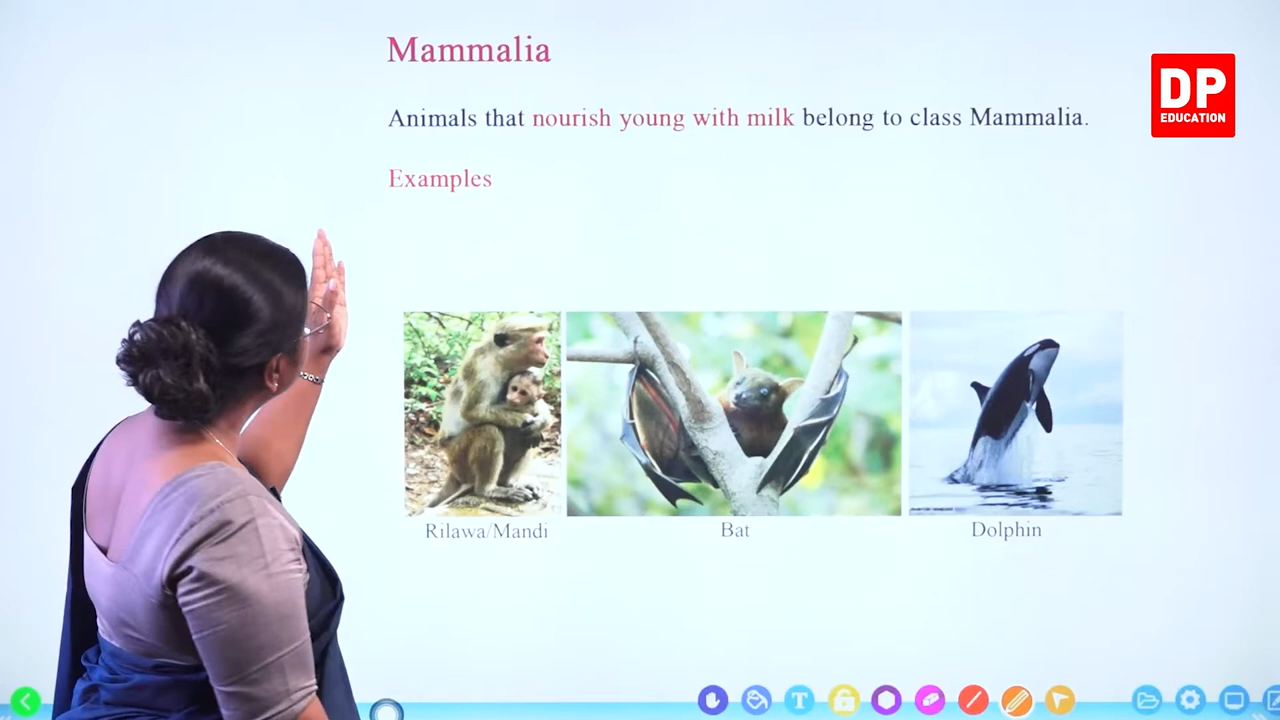 Mammalia
DP
EDUCATION
Animals that nourish young with milk belong to class Mammalia.
Examples
Rilawa/Mandi
Bat
Dolphin
T